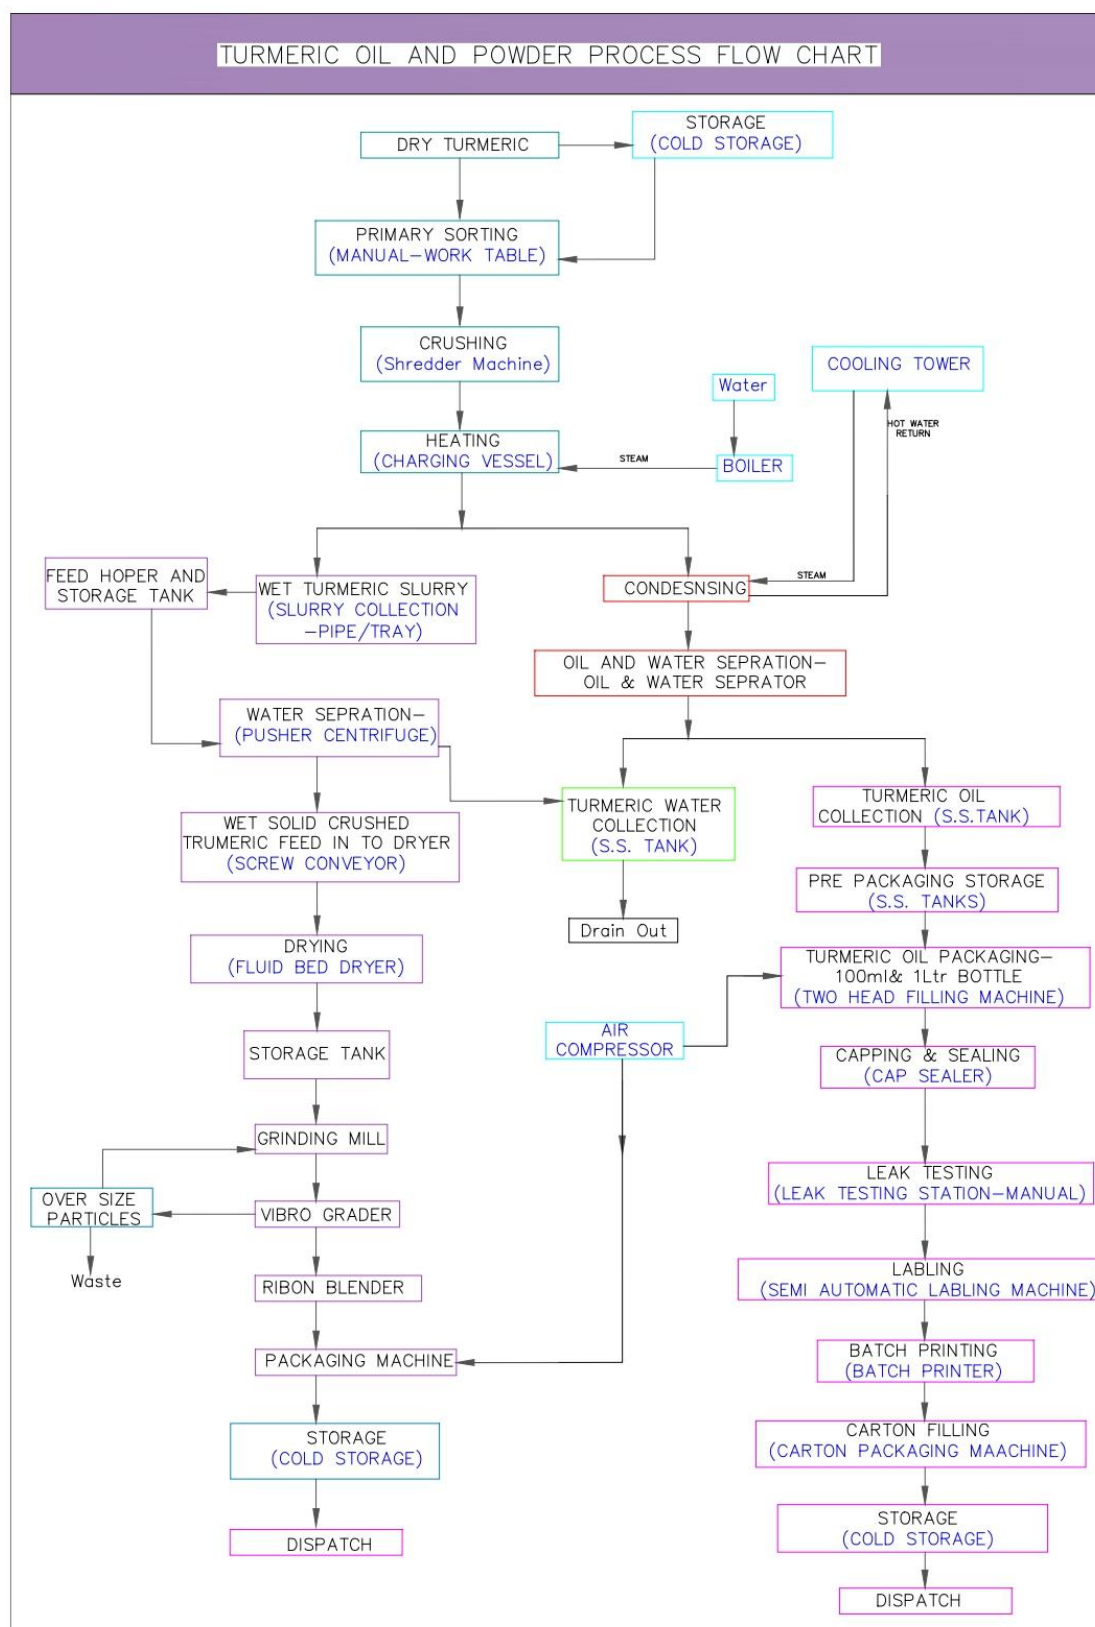 TURMERIC OIL AND POWDER PROCESS FLOW CHART
DRY TURMERIC
STORAGE
(COLD STORAGE)
PRIMARY SORTING
(MANUAL-WORK TABLE)
CRUSHING
(Shredder Machine)
Water
COOLING TOWER
HOT WATER
RETURN
HEATING
(CHARGING VESSEL)
STEAM
BOILER
FEED HOPER AND
STORAGE TANK
WET TURMERIC SLURRY
(SLURRY COLLECTION
-PIPE/TRAY)
CONDESNSING
STEAM
OIL AND WATER SEPRATION-
OIL & WATER SEPRATOR
WATER SEPRATION-
(PUSHER CENTRIFUGE)
TURMERIC WATER
COLLECTION
(S.S. TANK)
TURMERIC OIL
COLLECTION (S.S.TANK)
WET SOLID CRUSHED
TRUMERIC FEED IN TO DRYER
(SCREW CONVEYOR)
PRE PACKAGING STORAGE
(S.S. TANKS)
Drain Out
DRYING
(FLUID BED DRYER)
TURMERIC OIL PACKAGING-
100ml& 1Ltr BOTTLE
(TWO HEAD FILLING MACHINE)
STORAGE TANK
AIR
COMPRESSOR
CAPPING & SEALING
(CAP SEALER)
GRINDING MILL
LEAK TESTING
(LEAK TESTING STATION-MANUAL)
OVER SIZE
PARTICLES
VIBRO GRADER
Waste
RIBON BLENDER
LABLING
(SEMI AUTOMATIC LABLING MACHINE)
PACKAGING MACHINE
BATCH PRINTING
(BATCH PRINTER)
STORAGE
(COLD STORAGE)
CARTON FILLING
(CARTON PACKAGING MAACHINE)
DISPATCH
STORAGE
(COLD STORAGE)
DISPATCH